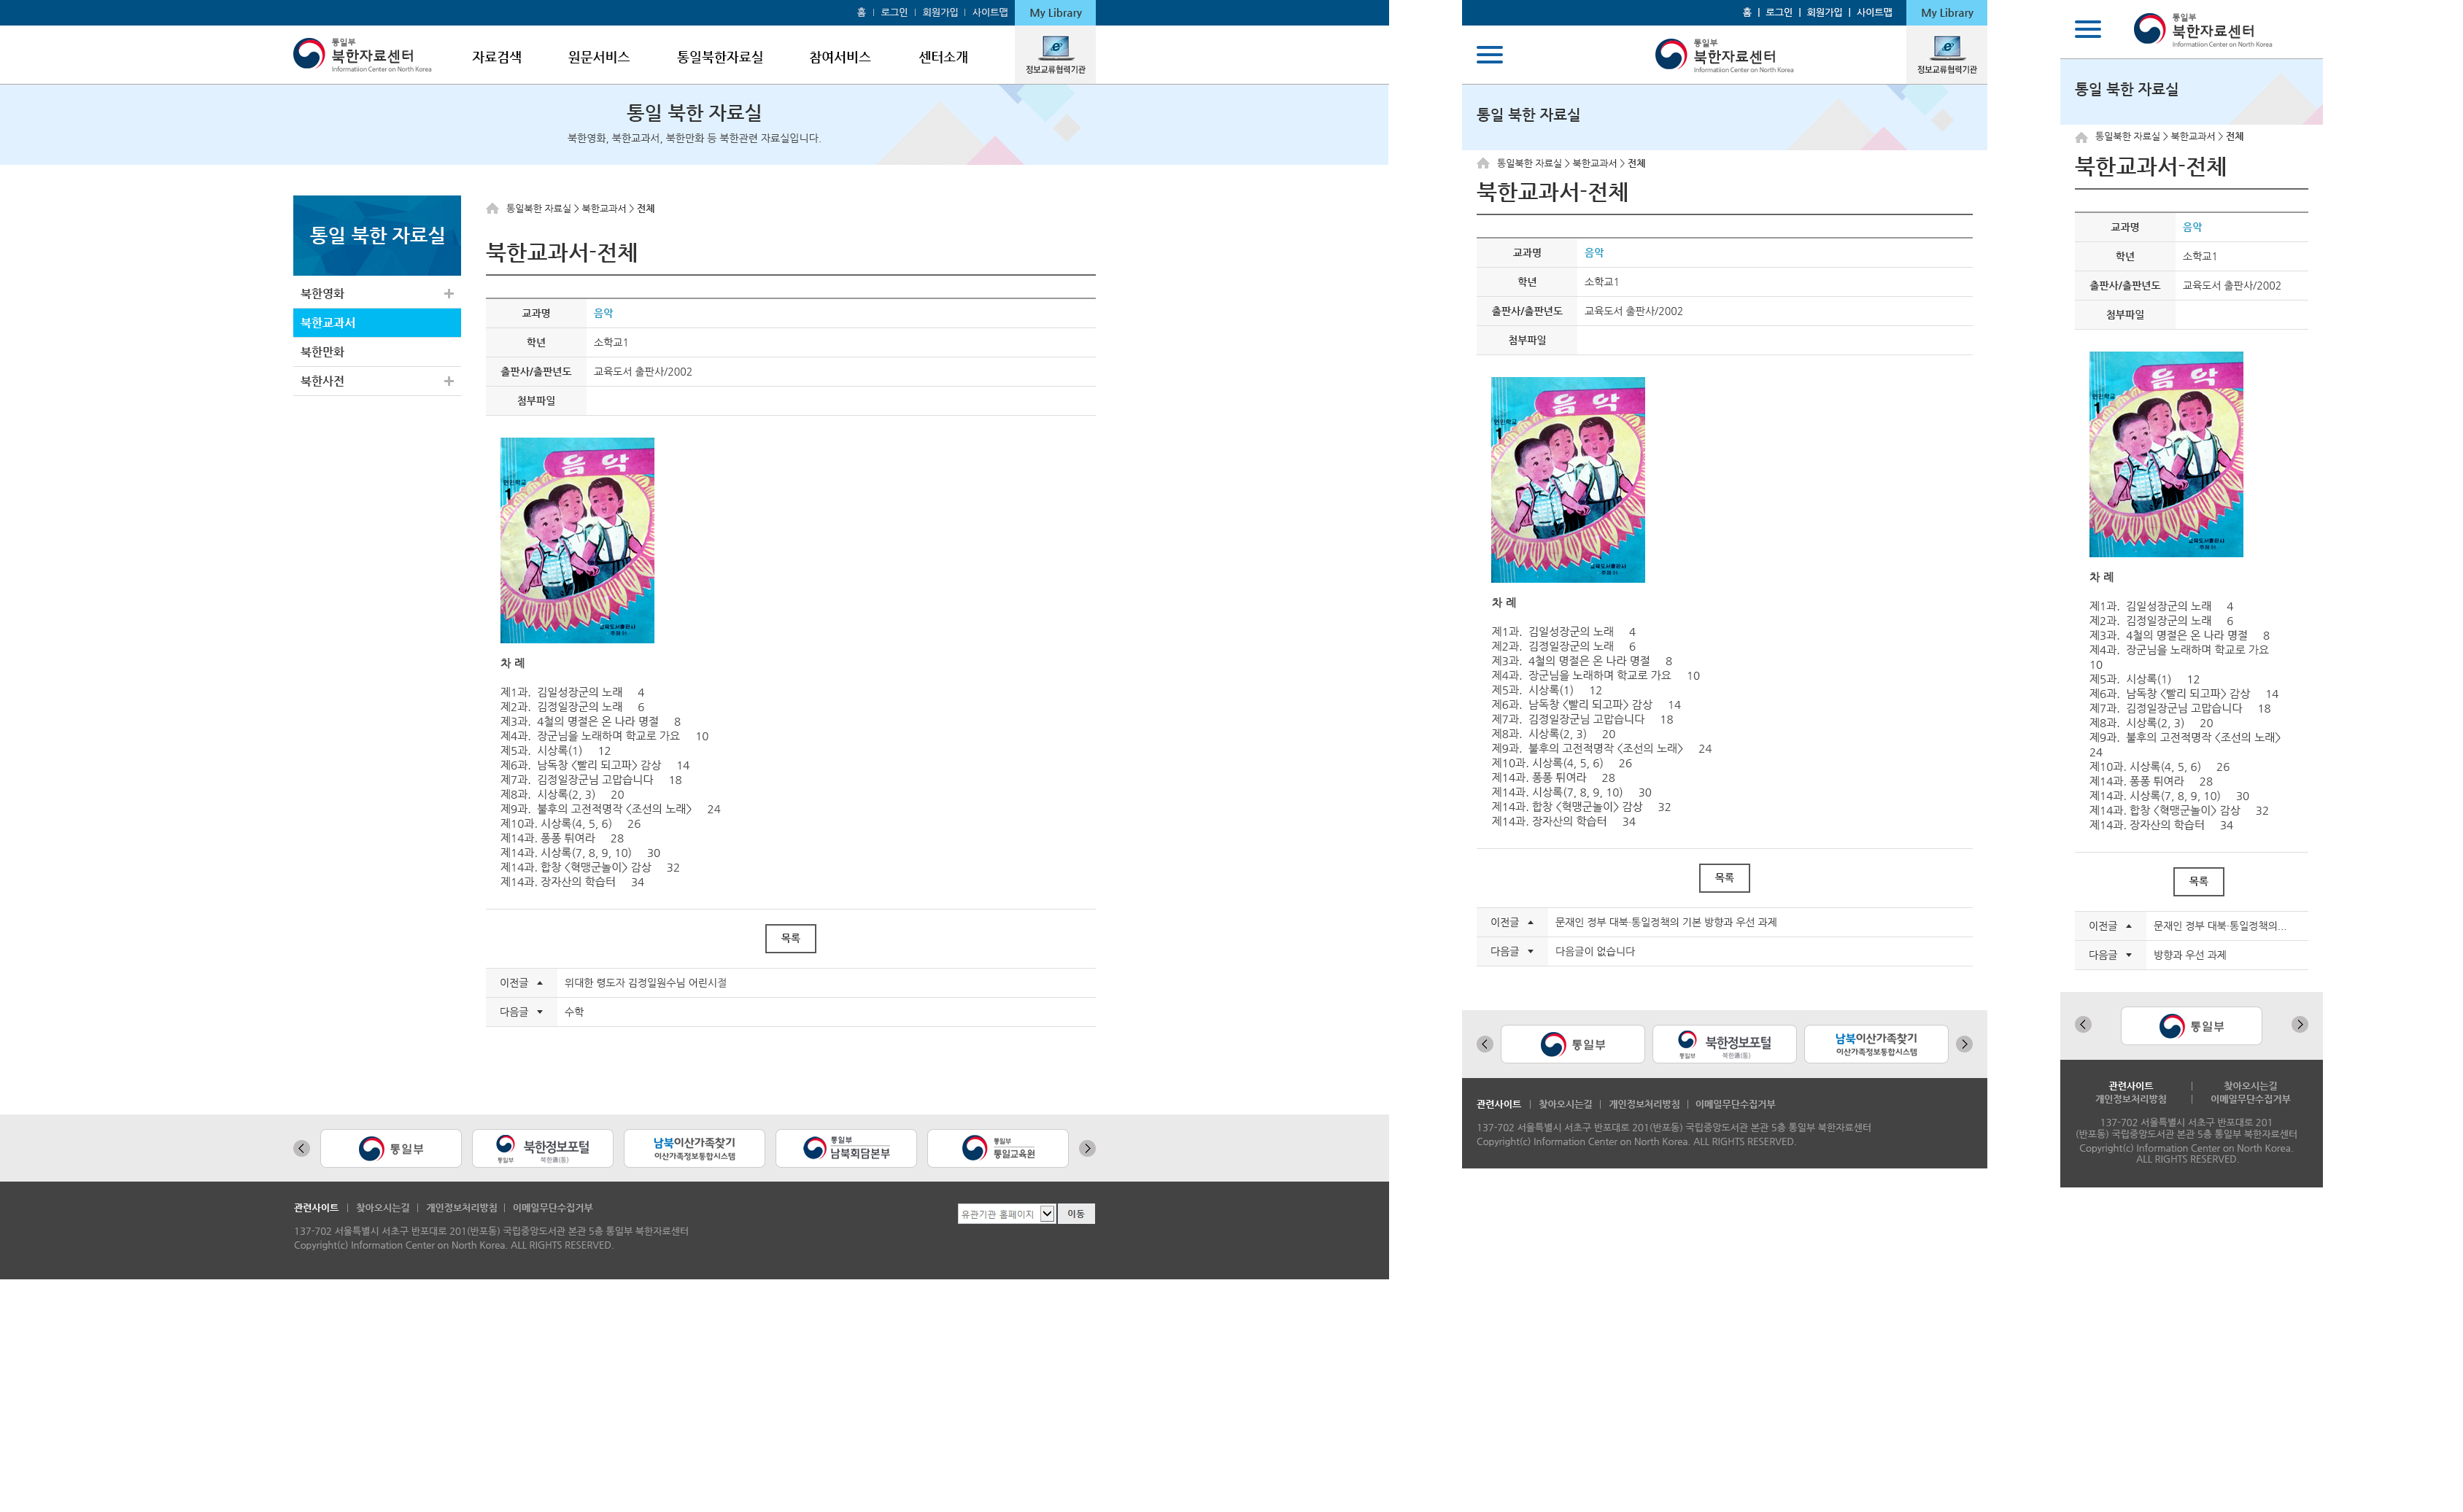 홈 | 로그인 | 회원가입 | 사이트맵 My Library
통일부
북한자료센터
Informatiion Center on North Korea
자료검색 원문서비스 통일북한자료실 참여서비스 센터소개
정보교류협력기관
통일 북한 자료실
북한영화, 북한교과서, 북한만화 등 북한관련 자료실입니다.
통일 북한 자료실
북한영화
북한교과서
북한만화
북한사전
통일북한 자료실 > 북한교과서 > 전체
북한교과서-전체
교과명 음악
학년 소학교1
출판사/출판년도 교육도서 출판사/2002
첨부파일
음악
1
교육도서출판사
차 례
제1과. 김일성장군의 노래 4
제2과. 김정일장군의 노래 6
제3과. 4철의 명절은 온 나라 명절 8
제4과. 장군님을 노래하며 학교로 가요 10
제5과. 시상록(1) 12
제6과. 남독창 <빨리 되고파> 감상 14
제7과. 김정일장군님 고맙습니다 18
제8과. 시상록(2, 3) 20
제9과. 불후의 고전적명작 <조선의 노래> 24
제10과. 시상록(4, 5, 6) 26
제14과. 퐁퐁 튀여라 28
제14과. 시상록(7, 8, 9, 10) 30
제14과. 합창 <혁맹군놀이> 감상 32
제14과. 장자산의 학습터 34
목록
이전글 ▲ 위대한 령도자 김정일원수님 어린시절
다음글 ▼ 수학
통일부
통일부 북한정보포털
남북이산가족찾기
이산가족정보통합시스템
통일부
남북회담본부
통일부
통일교육원
관련사이트 | 찾아오시는길 | 개인정보처리방침 | 이메일무단수집거부
137-702 서울특별시 서초구 반포대로 201(반포동) 국립중앙도서관 본관 5층 통일부 북한자료센터
Copyright(c) Information Center on North Korea. ALL RIGHTS RESERVED.
유관기관 홈페이지 이동
홈 | 로그인 | 회원가입 | 사이트맵 My Library
통일부
북한자료센터
Informatiion Center on North Korea
정보교류협력기관
통일 북한 자료실
통일북한 자료실 > 북한교과서 > 전체
북한교과서-전체
교과명 음악
학년 소학교1
출판사/출판년도 교육도서 출판사/2002
첨부파일
음악
1
교육도서출판사
차 례
제1과. 김일성장군의 노래 4
제2과. 김정일장군의 노래 6
제3과. 4철의 명절은 온 나라 명절 8
제4과. 장군님을 노래하며 학교로 가요 10
제5과. 시상록(1) 12
제6과. 남독창 <빨리 되고파> 감상 14
제7과. 김정일장군님 고맙습니다 18
제8과. 시상록(2, 3) 20
제9과. 불후의 고전적명작 <조선의 노래> 24
제10과. 시상록(4, 5, 6) 26
제14과. 퐁퐁 튀여라 28
제14과. 시상록(7, 8, 9, 10) 30
제14과. 합창 <혁맹군놀이> 감상 32
제14과. 장자산의 학습터 34
목록
이전글 ▲ 문재인 정부 대북·통일정책의 기본 방향과 우선 과제
다음글 ▼ 다음글이 없습니다
통일부
통일부 북한정보포털
남북이산가족찾기
이산가족정보통합시스템
관련사이트 | 찾아오시는길 | 개인정보처리방침 | 이메일무단수집거부
137-702 서울특별시 서초구 반포대로 201(반포동) 국립중앙도서관 본관 5층 통일부 북한자료센터
Copyright(c) Information Center on North Korea. ALL RIGHTS RESERVED.
통일부
북한자료센터
Informatiion Center on North Korea
통일 북한 자료실
통일북한 자료실 > 북한교과서 > 전체
북한교과서-전체
교과명 음악
학년 소학교1
출판사/출판년도 교육도서 출판사/2002
첨부파일
음악
1
교육도서출판사
차 례
제1과. 김일성장군의 노래 4
제2과. 김정일장군의 노래 6
제3과. 4철의 명절은 온 나라 명절 8
제4과. 장군님을 노래하며 학교로 가요
10
제5과. 시상록(1) 12
제6과. 남독창 <빨리 되고파> 감상 14
제7과. 김정일장군님 고맙습니다 18
제8과. 시상록(2, 3) 20
제9과. 불후의 고전적명작 <조선의 노래>
24
제10과. 시상록(4, 5, 6) 26
제14과. 퐁퐁 튀여라 28
제14과. 시상록(7, 8, 9, 10) 30
제14과. 합창 <혁맹군놀이> 감상 32
제14과. 장자산의 학습터 34
목록
이전글 ▲ 문재인 정부 대북·통일정책의...
다음글 ▼ 방향과 우선 과제
통일부
관련사이트 | 찾아오시는길
개인정보처리방침 | 이메일무단수집거부
137-702 서울특별시 서초구 반포대로 201
(반포동) 국립중앙도서관 본관 5층 통일부 북한자료센터
Copyright(c) Information Center on North Korea.
ALL RIGHTS RESERVED.